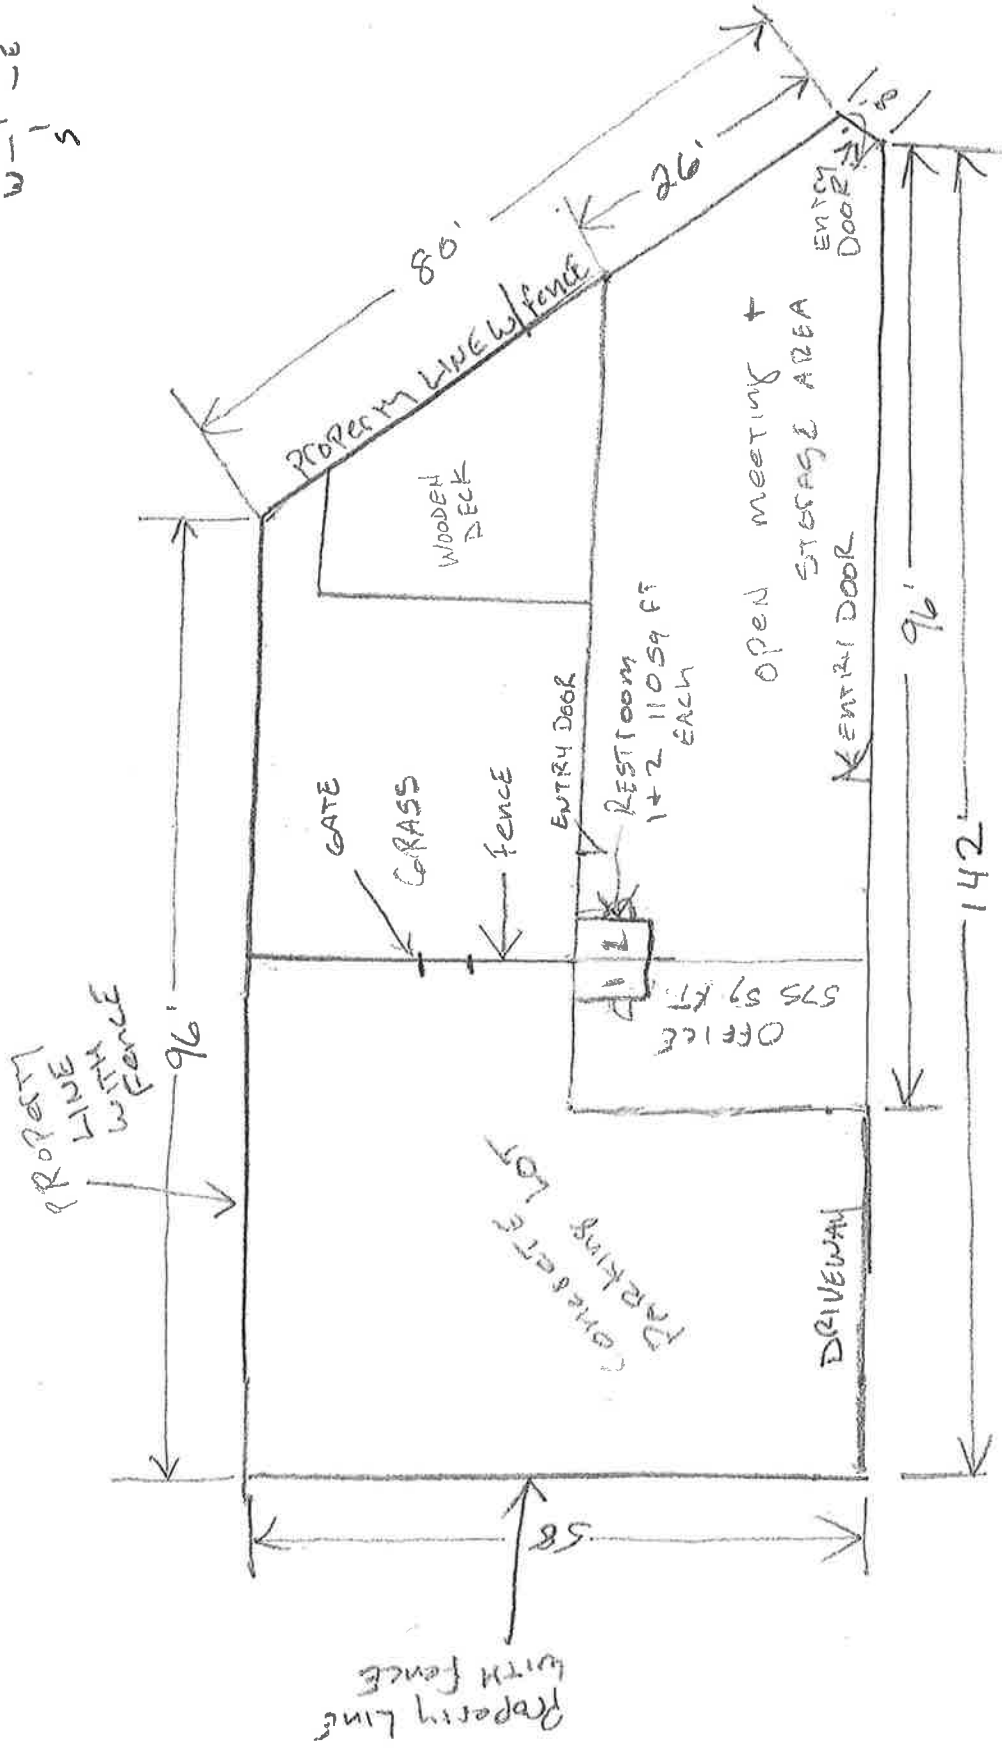 W - - E
S
80'
26'
8'
PROPERTY LINE W/ FENCE
ENTRY
DOOR
WOODEN
DECK
OPEN MEETING +
STORAGE AREA
ENTRY DOOR
96'
142'
GATE
GRASS
FENCE
ENTRY DOOR
RESTROOM
1+2 110 SQ FT
EACH
1
OFFICE
575 SQ FT
PROPERTY
LINE
WITH
FENCE
96'
CONCRETE
PARKING LOT
DRIVEWAY
58
PROPERTY LINE
WITH FENCE